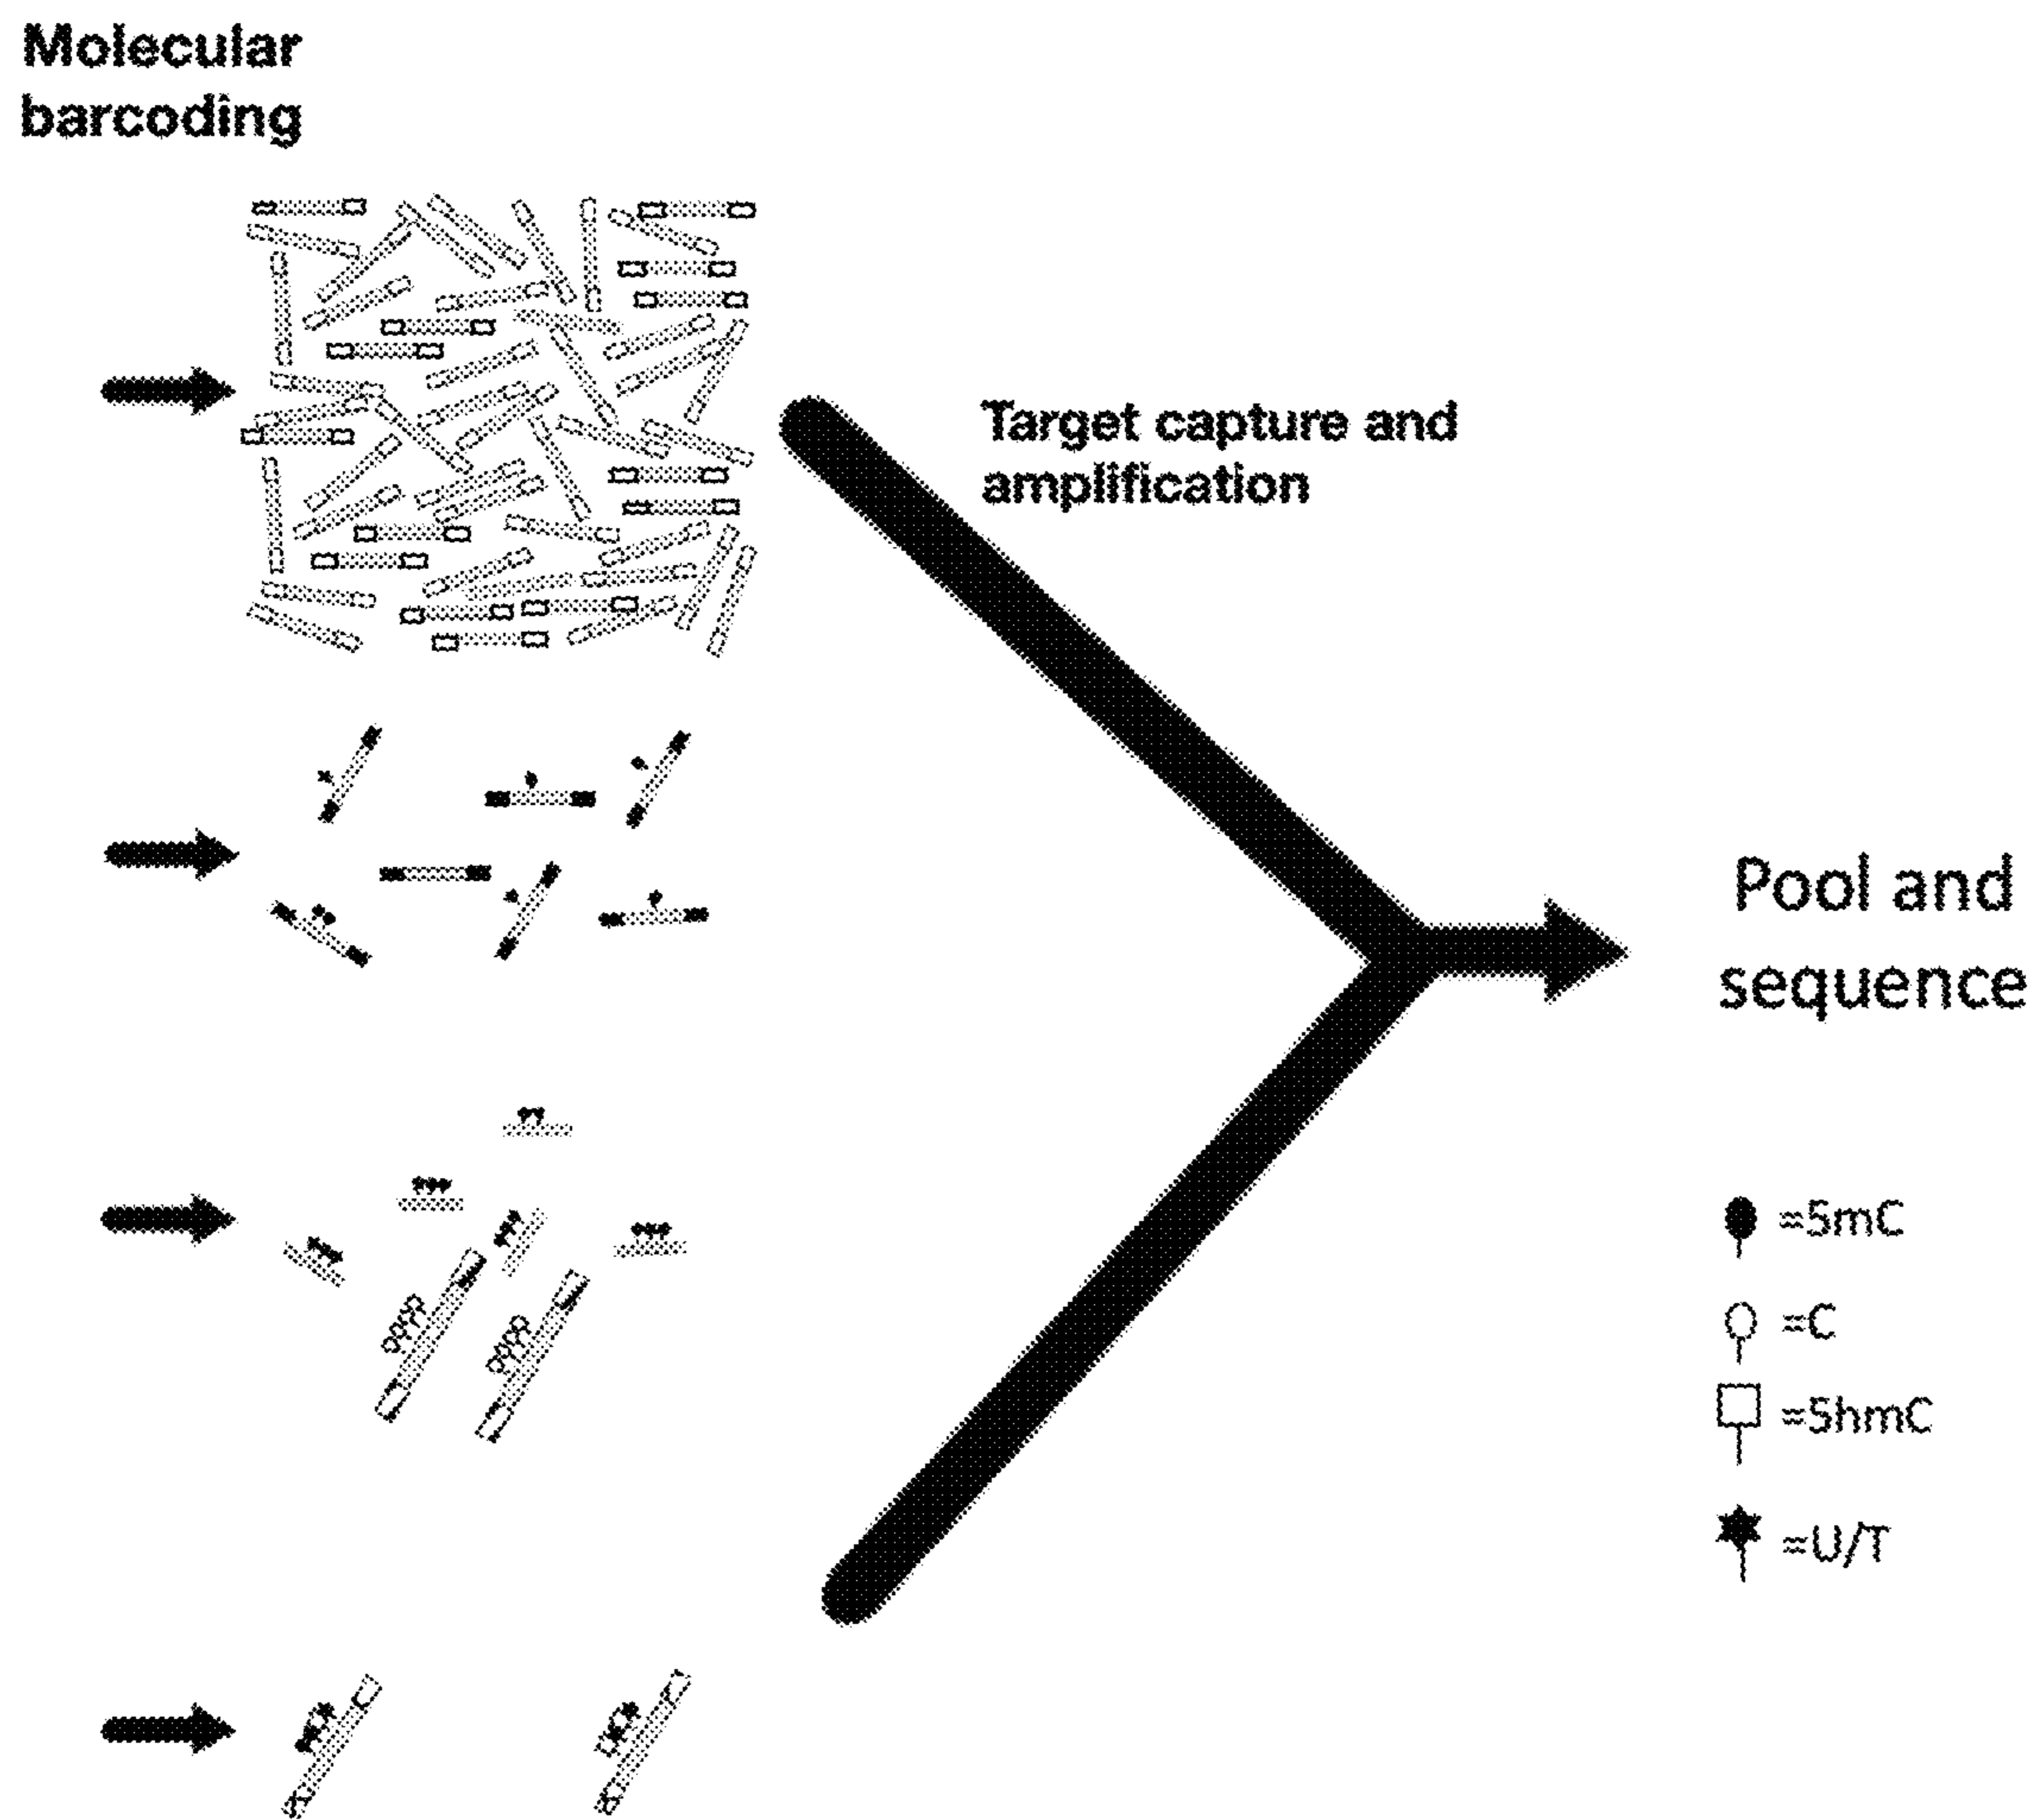 Molecular
barcoding
Target capture and
amplification
Pool and
sequence
=5mC
=C
=5hmC
=U/T